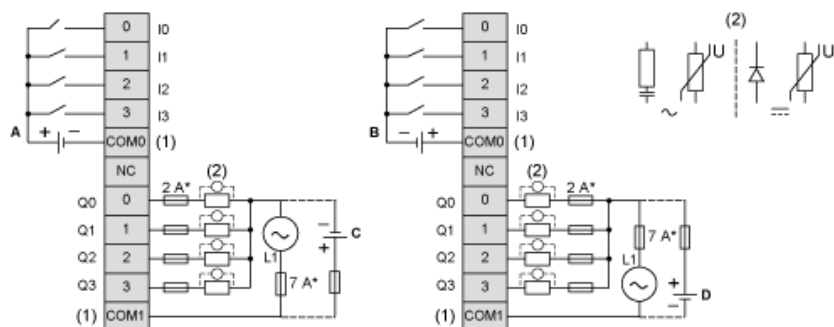 0 I0
1 I1
2 I2
3 I3
A + −
COM0 (1)
NC
(2)
2 A*
Q0 0
Q1 1
Q2 2
Q3 3
L1
7 A*
− + C
(1) COM1
0 I0
1 I1
2 I2
3 I3
B − +
COM0 (1)
NC
(2)
2 A*
Q0 0
Q1 1
Q2 2
Q3 3
7 A*
L1
+ − D
(1) COM1
(2)
U U